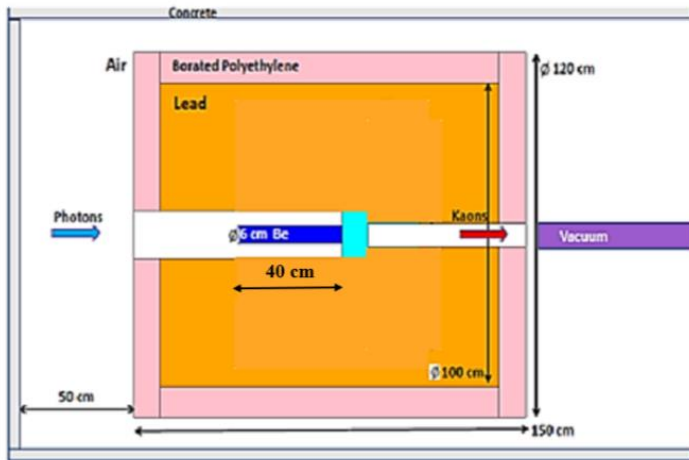 Concrete
Air
Borated Polyethylene
Ø 120 cm
Lead
Photons
Kaons
Ø 6 cm Be
Vacuum
40 cm
Ø 100 cm
50 cm
150 cm